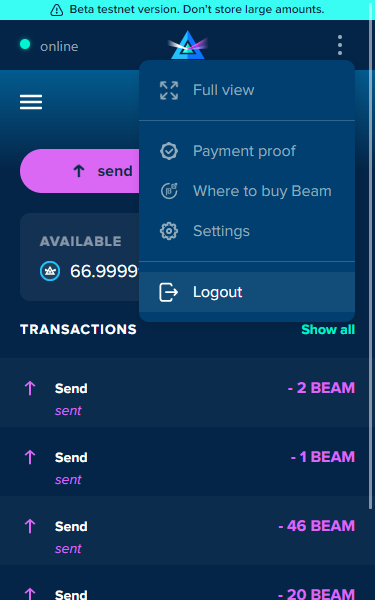 Beta testnet version. Don't store large amounts.
online
Full view
send
Payment proof
Where to buy Beam
Settings
AVAILABLE
66.9999
Logout
TRANSACTIONS Show all
Send - 2 BEAM
sent
Send - 1 BEAM
sent
Send - 46 BEAM
sent
Send - 20 BEAM